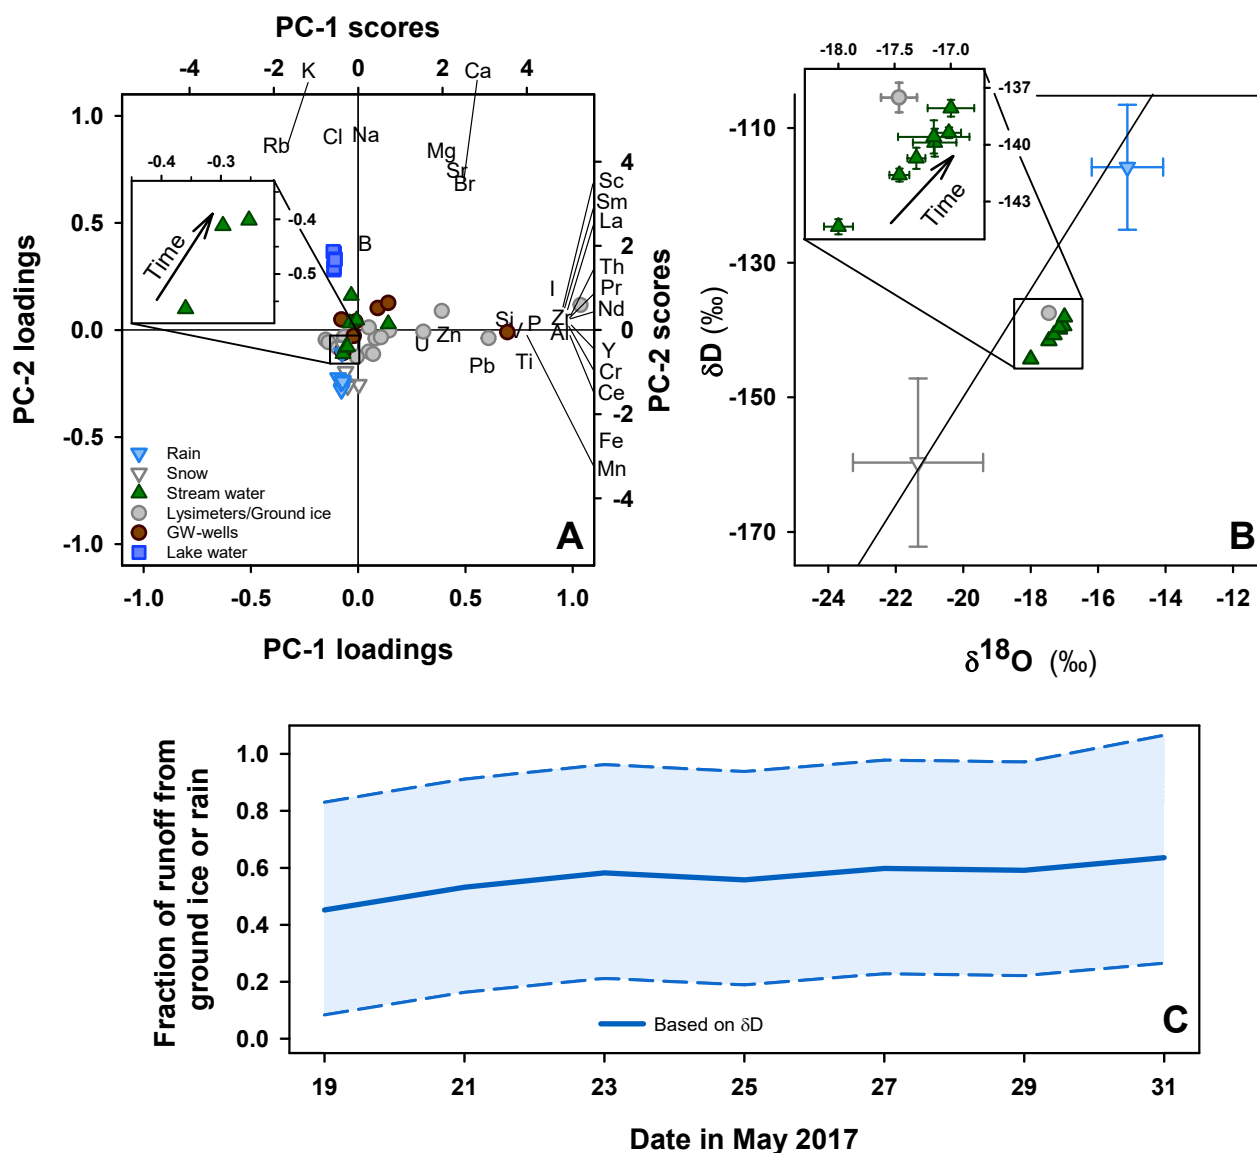 PC-1 scores
-4 -2 0 2 4
K
Ca
1.0
0.5
0.0
-0.5
-1.0
PC-2 loadings
Rb
Cl
Na
Mg
Sr
Br
B
I
Si
Zr
P
V
Al
Zn
U
Pb
Ti
Sc
Sm
La
Th
Pr
Nd
Y
Cr
Ce
Fe
Mn
-0.4 -0.3
-0.4
-0.5
Time
4
2
0
-2
-4
PC-2 scores
Rain
Snow
Stream water
Lysimeters/Ground ice
GW-wells
Lake water
A
-1.0 -0.5 0.0 0.5 1.0
PC-1 loadings
-18.0 -17.5 -17.0
-137
-140
-143
Time
-110
-130
-150
-170
δD (‰)
B
-24 -22 -20 -18 -16 -14 -12
δ18O (‰)
Fraction of runoff from
ground ice or rain
1.0
0.8
0.6
0.4
0.2
0.0
Based on δD
C
19 21 23 25 27 29 31
Date in May 2017